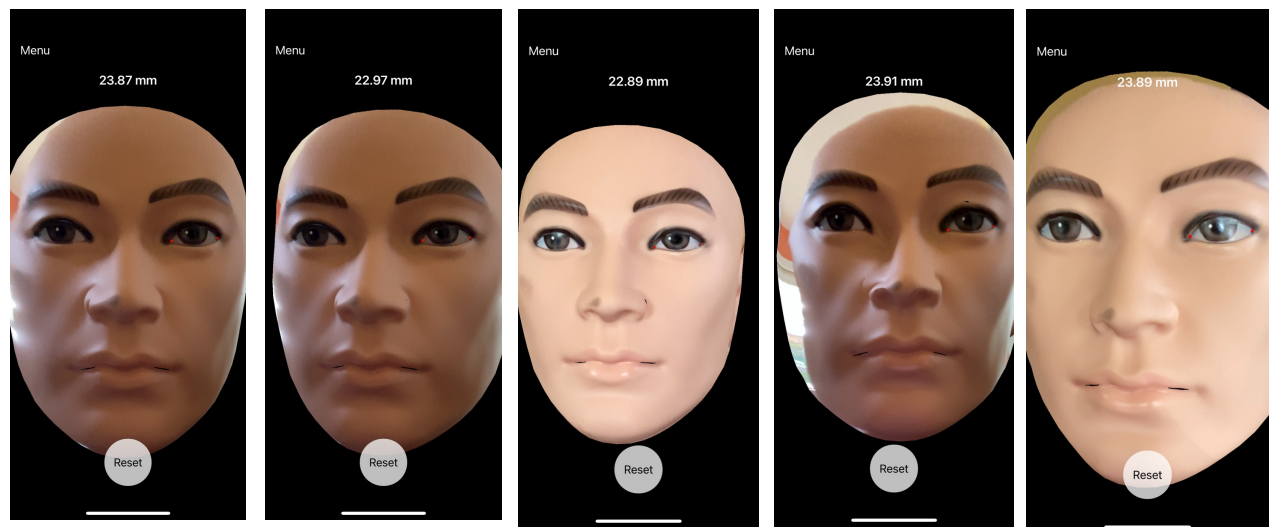 Menu
23.87 mm
Reset
Menu
22.97 mm
Reset
Menu
22.89 mm
Reset
Menu
23.91 mm
Reset
Menu
23.89 mm
Reset